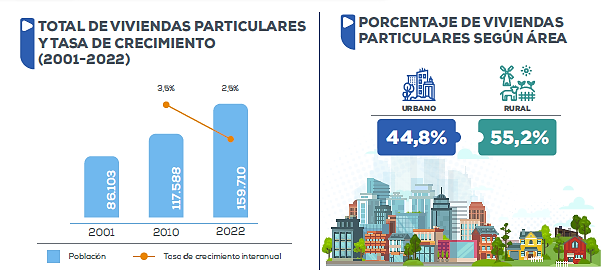 TOTAL DE VIVIENDAS PARTICULARES
Y TASA DE CRECIMIENTO
(2001-2022)
3,5%
2,5%
86.103
117.588
159.710
2001
2010
2022
Población
Tasa de crecimiento interanual
PORCENTAJE DE VIVIENDAS
PARTICULARES SEGÚN ÁREA
URBANO
RURAL
44,8%
55,2%